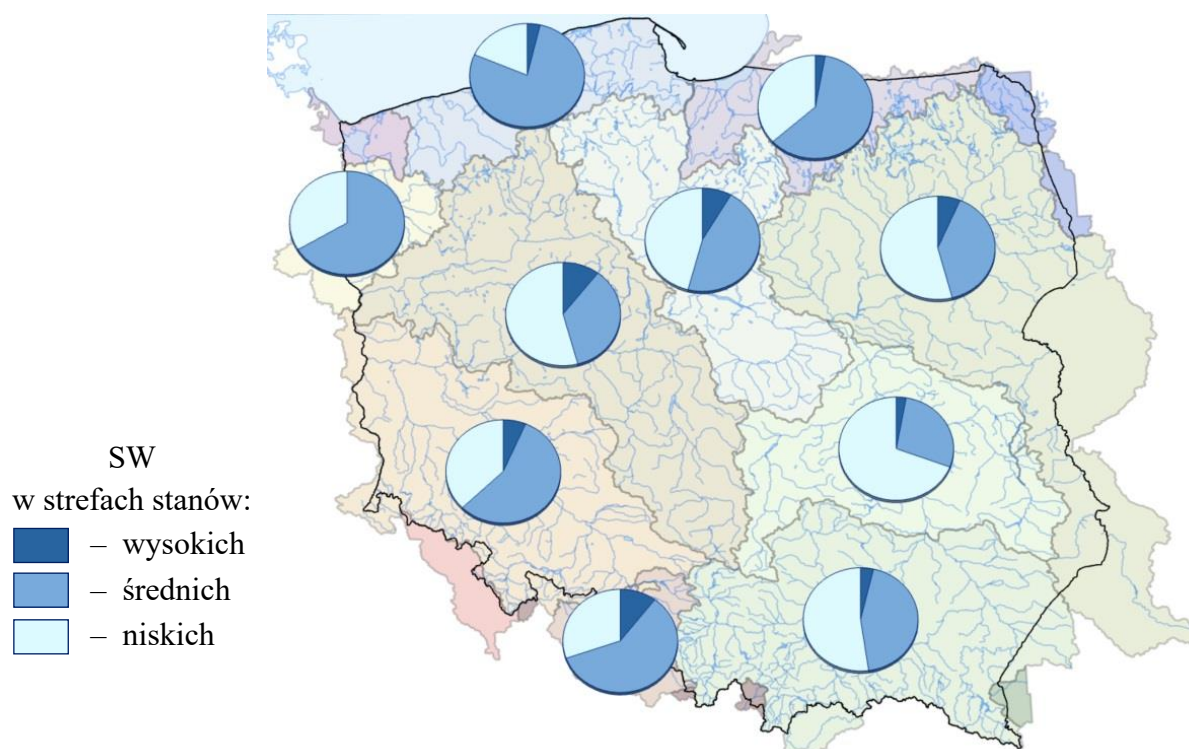 SW
w strefach stanów:
– wysokich
– średnich
– niskich